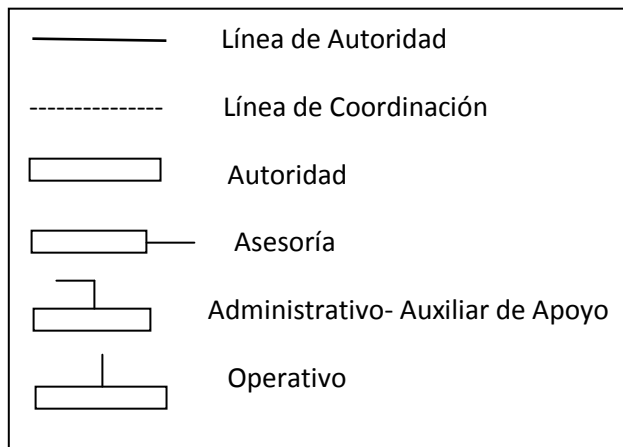 Línea de Autoridad
Línea de Coordinación
Autoridad
Asesoría
Administrativo- Auxiliar de Apoyo
Operativo